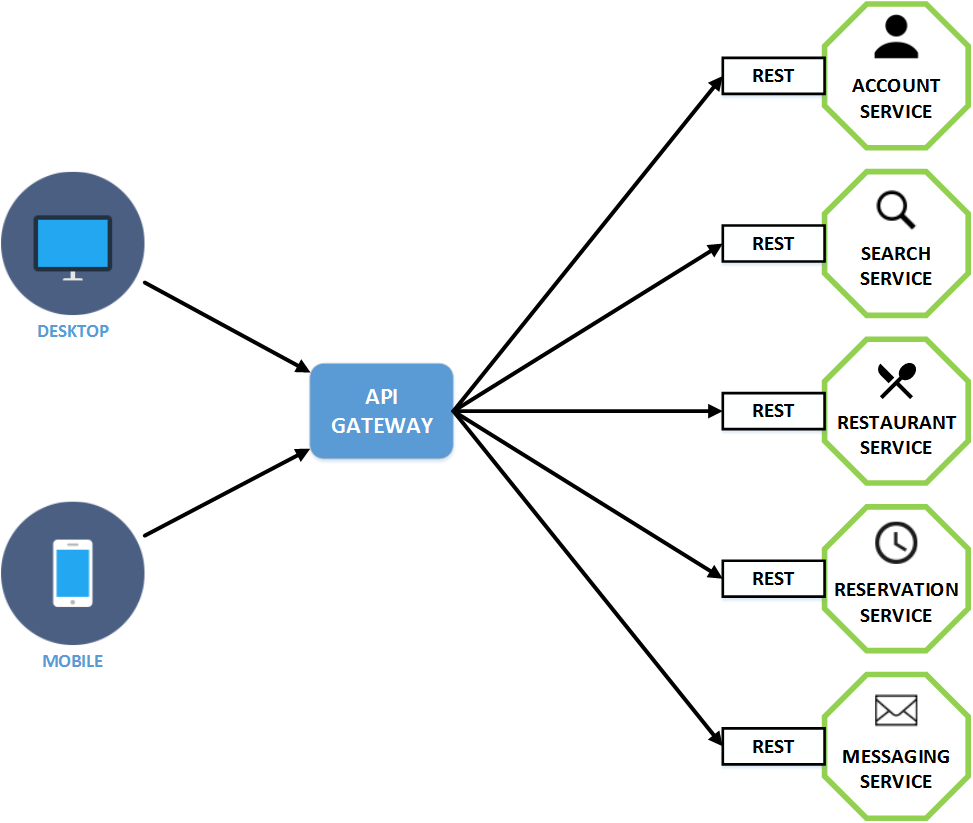 REST
ACCOUNT
SERVICE
REST
SEARCH
SERVICE
DESKTOP
API
GATEWAY
REST
RESTAURANT
SERVICE
REST
RESERVATION
SERVICE
MOBILE
REST
MESSAGING
SERVICE